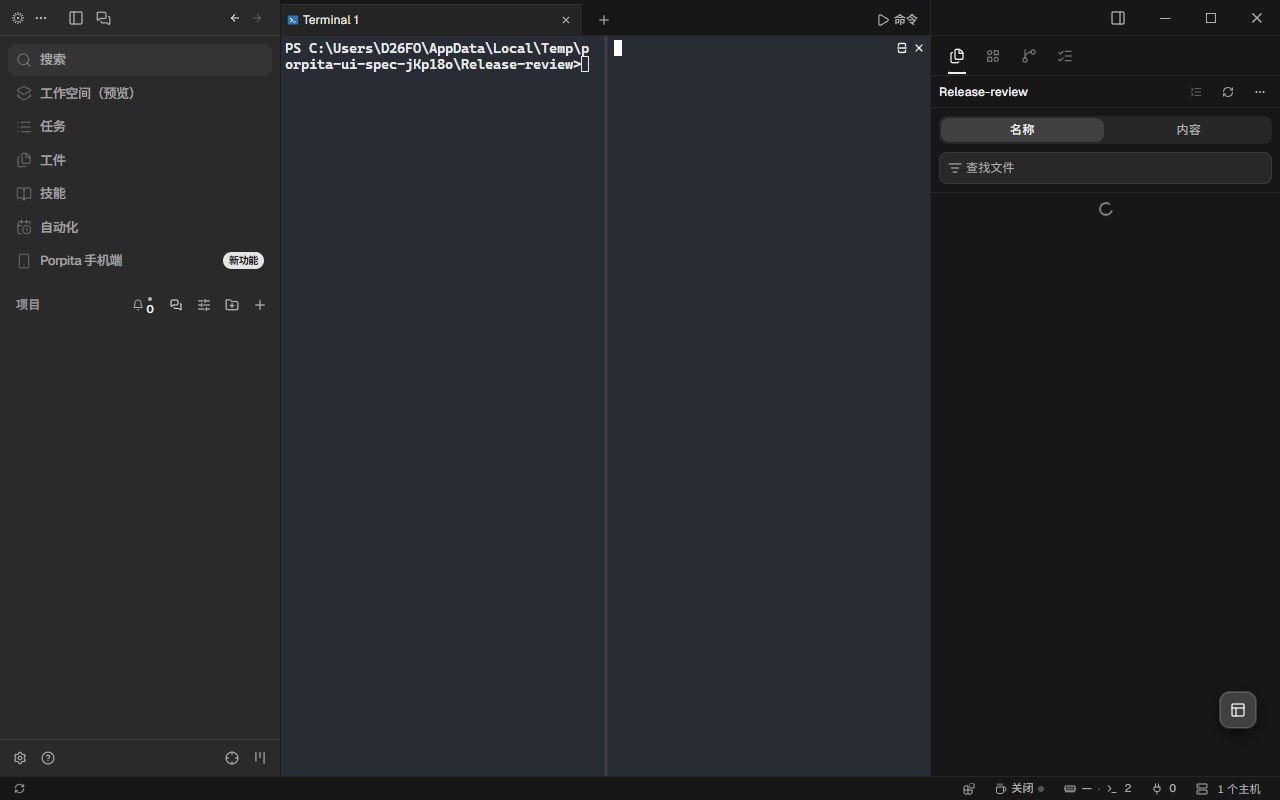 Terminal 1
命令
搜索
工作空间（预览）
任务
工件
技能
自动化
Porpita 手机端
新功能
项目
0
PS C:\Users\D26FO\AppData\Local\Temp\p
orpita-ui-spec-jKp18o\Release-review>
Release-review
名称
内容
查找文件
关闭
— · 2
0
1 个主机